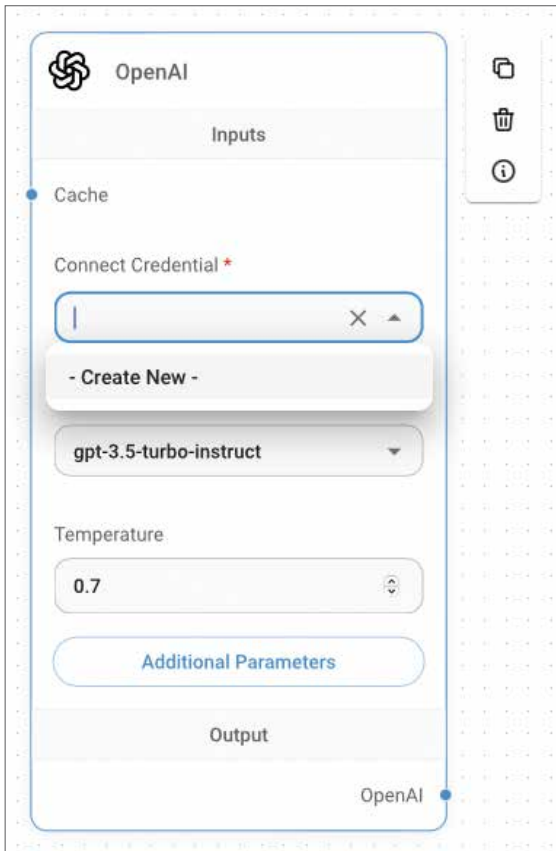 OpenAI
Inputs
Cache
Connect Credential *
- Create New -
gpt-3.5-turbo-instruct
Temperature
0.7
Additional Parameters
Output
OpenAI